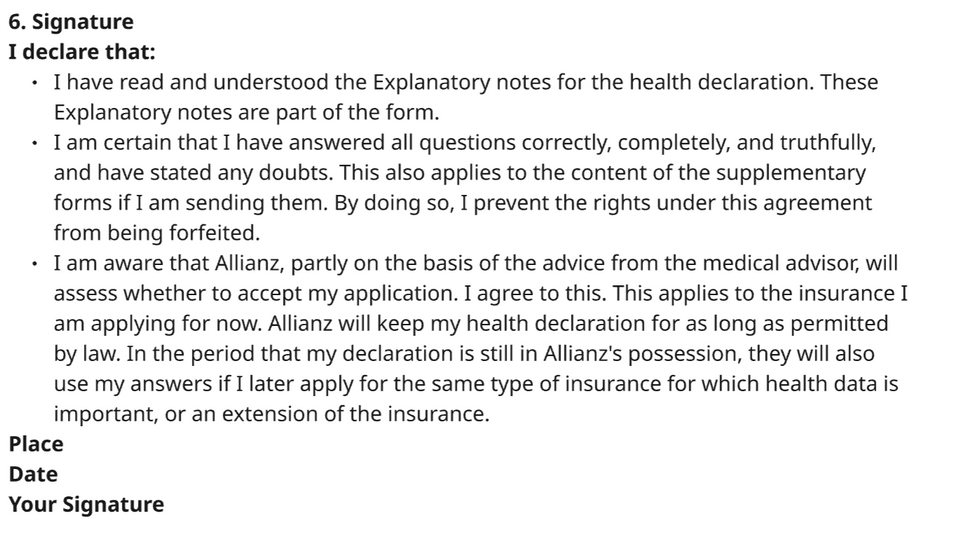 6. Signature
I declare that:
• I have read and understood the Explanatory notes for the health declaration. These
Explanatory notes are part of the form.
• I am certain that I have answered all questions correctly, completely, and truthfully,
and have stated any doubts. This also applies to the content of the supplementary
forms if I am sending them. By doing so, I prevent the rights under this agreement
from being forfeited.
• I am aware that Allianz, partly on the basis of the advice from the medical advisor, will
assess whether to accept my application. I agree to this. This applies to the insurance I
am applying for now. Allianz will keep my health declaration for as long as permitted
by law. In the period that my declaration is still in Allianz's possession, they will also
use my answers if I later apply for the same type of insurance for which health data is
important, or an extension of the insurance.
Place
Date
Your Signature